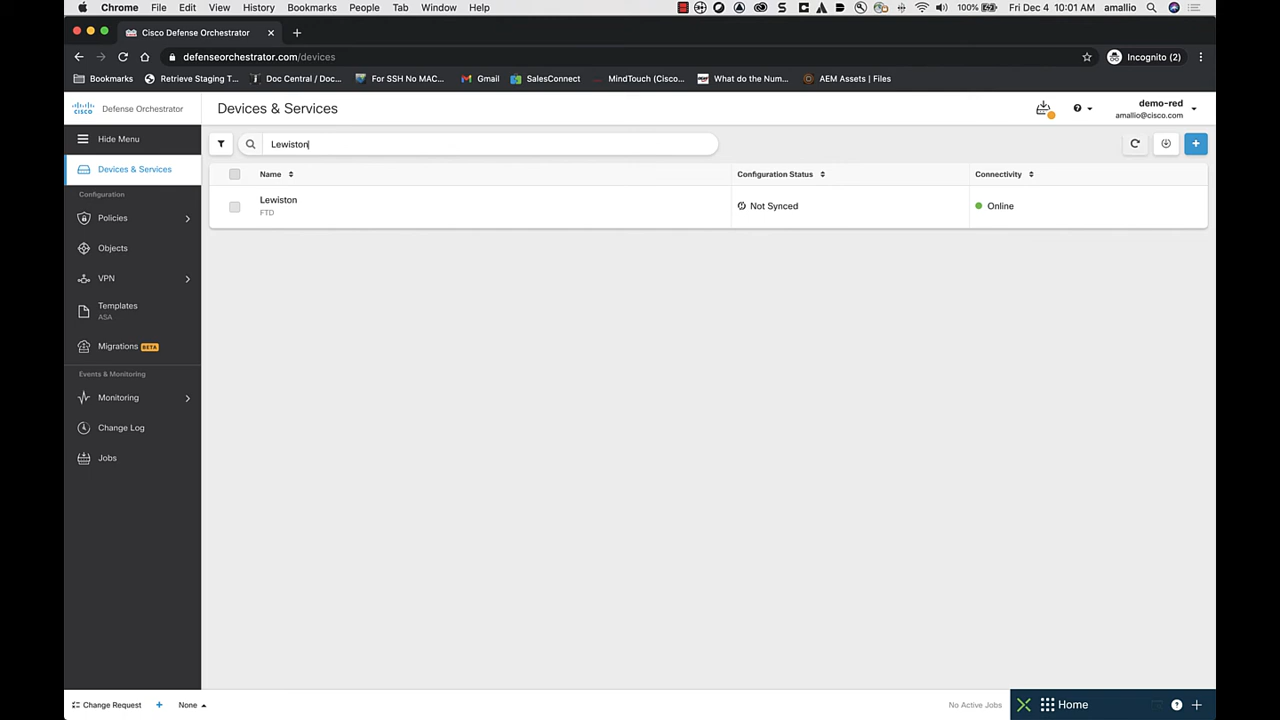 Chrome File Edit View History Bookmarks People Tab Window Help 100% Fri Dec 4 10:01 AM amallio
Cisco Defense Orchestrator
defenseorchestrator.com/devices Incognito (2)
Bookmarks Retrieve Staging T... Doc Central / Doc... For SSH No MAC... Gmail SalesConnect MindTouch (Cisco... What do the Num... AEM Assets | Files
cisco Defense Orchestrator
Devices & Services
demo-red
amallio@cisco.com
Hide Menu
Lewiston
Devices & Services
Name Configuration Status Connectivity
Lewiston
FTD
Not Synced
Online
Configuration
Policies
Objects
VPN
Templates
ASA
Migrations BETA
Events & Monitoring
Monitoring
Change Log
Jobs
Change Request + None No Active Jobs Home